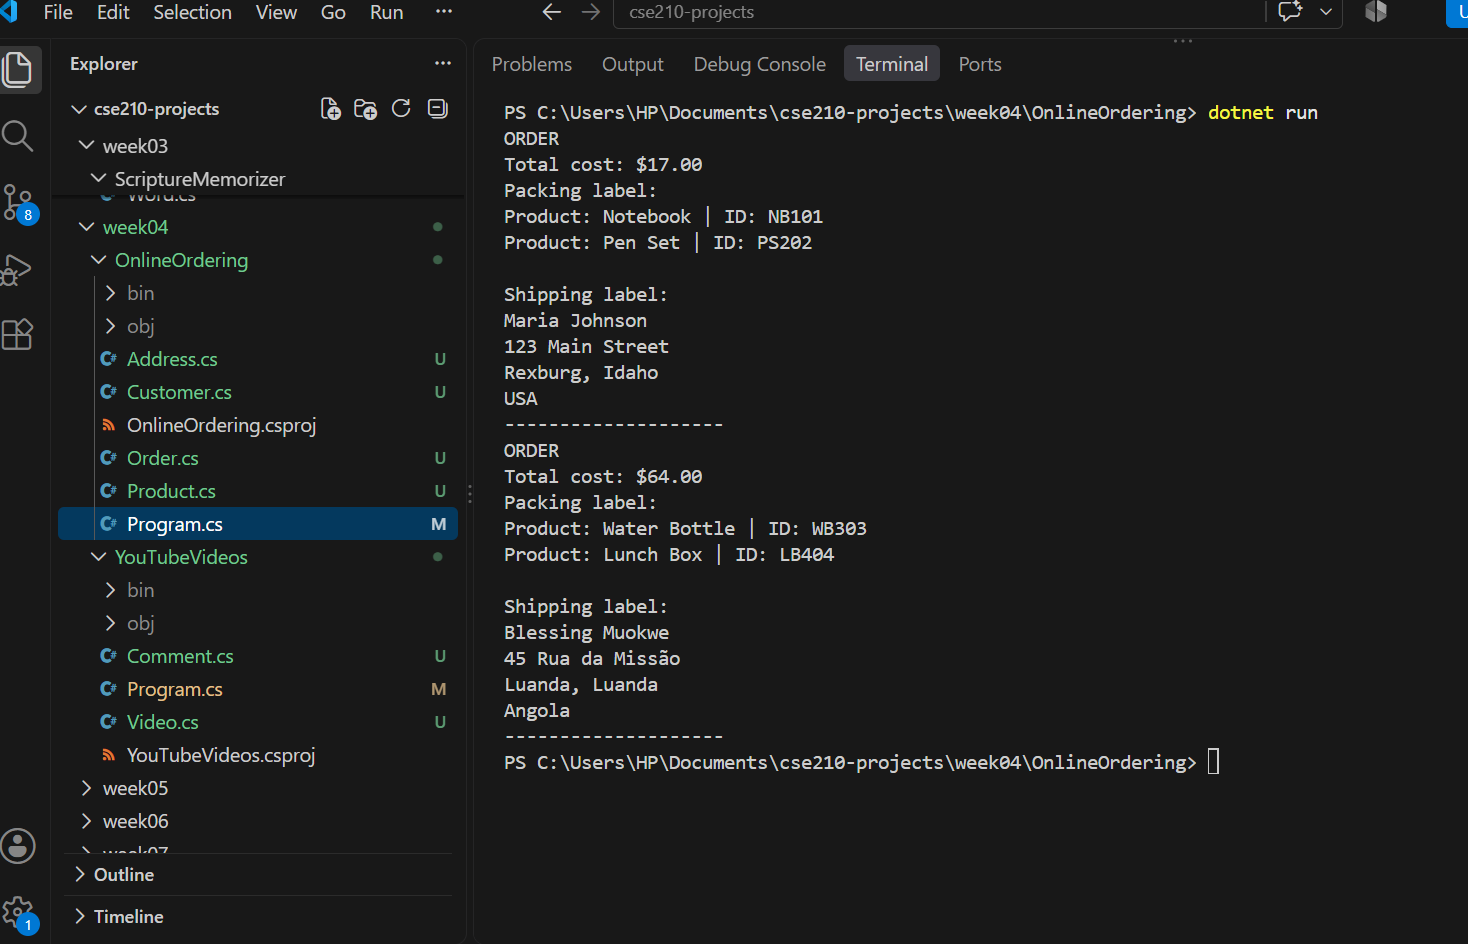 File Edit Selection View Go Run ···
cse210-projects
Explorer ···
cse210-projects
week03
ScriptureMemorizer
Word.cs
week04
OnlineOrdering
bin
obj
Address.cs U
Customer.cs U
OnlineOrdering.csproj
Order.cs U
Product.cs U
Program.cs M
YouTubeVideos
bin
obj
Comment.cs U
Program.cs M
Video.cs U
YouTubeVideos.csproj
week05
week06
week07
Outline
Timeline
8
1
Problems Output Debug Console Terminal Ports
PS C:\Users\HP\Documents\cse210-projects\week04\OnlineOrdering> dotnet run
ORDER
Total cost: $17.00
Packing label:
Product: Notebook | ID: NB101
Product: Pen Set | ID: PS202
Shipping label:
Maria Johnson
123 Main Street
Rexburg, Idaho
USA
--------------------
ORDER
Total cost: $64.00
Packing label:
Product: Water Bottle | ID: WB303
Product: Lunch Box | ID: LB404
Shipping label:
Blessing Muokwe
45 Rua da Missão
Luanda, Luanda
Angola
--------------------
PS C:\Users\HP\Documents\cse210-projects\week04\OnlineOrdering>